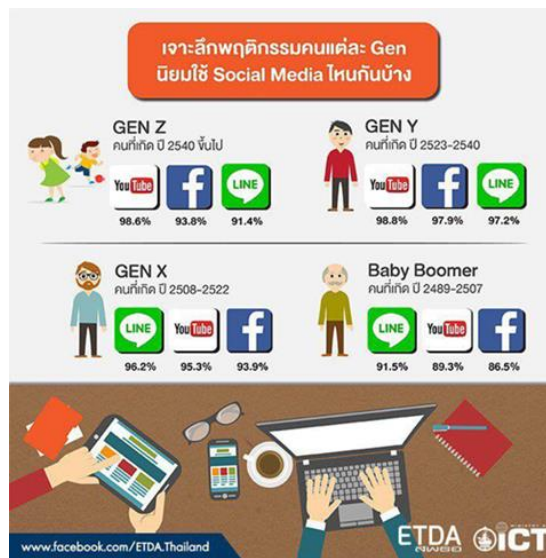 เจาะลึกพฤติกรรมคนแต่ละ Gen
นิยมใช้ Social Media ไหนกันบ้าง
GEN Z
คนที่เกิด ปี 2540 ขึ้นไป
YouTube
LINE
98.6% 93.8% 91.4%
GEN Y
คนที่เกิด ปี 2523-2540
YouTube
LINE
98.8% 97.9% 97.2%
GEN X
คนที่เกิด ปี 2508-2522
LINE
YouTube
96.2% 95.3% 93.9%
Baby Boomer
คนที่เกิด ปี 2489-2507
LINE
YouTube
91.5% 89.3% 86.5%
www.facebook.com/ETDA.Thailand
ETDA
สพธอ
ICT